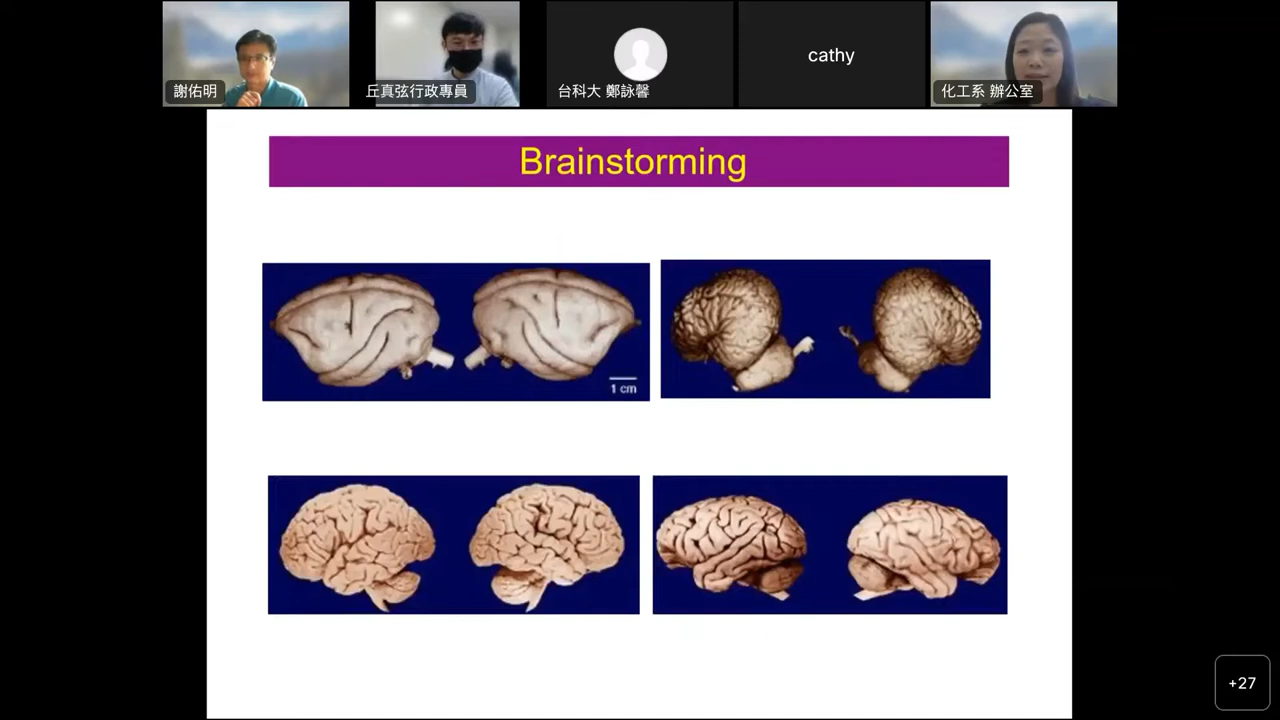 謝佑明
丘真弦行政專員
台科大 鄭詠馨
cathy
化工系 辦公室
Brainstorming
1 cm
+27